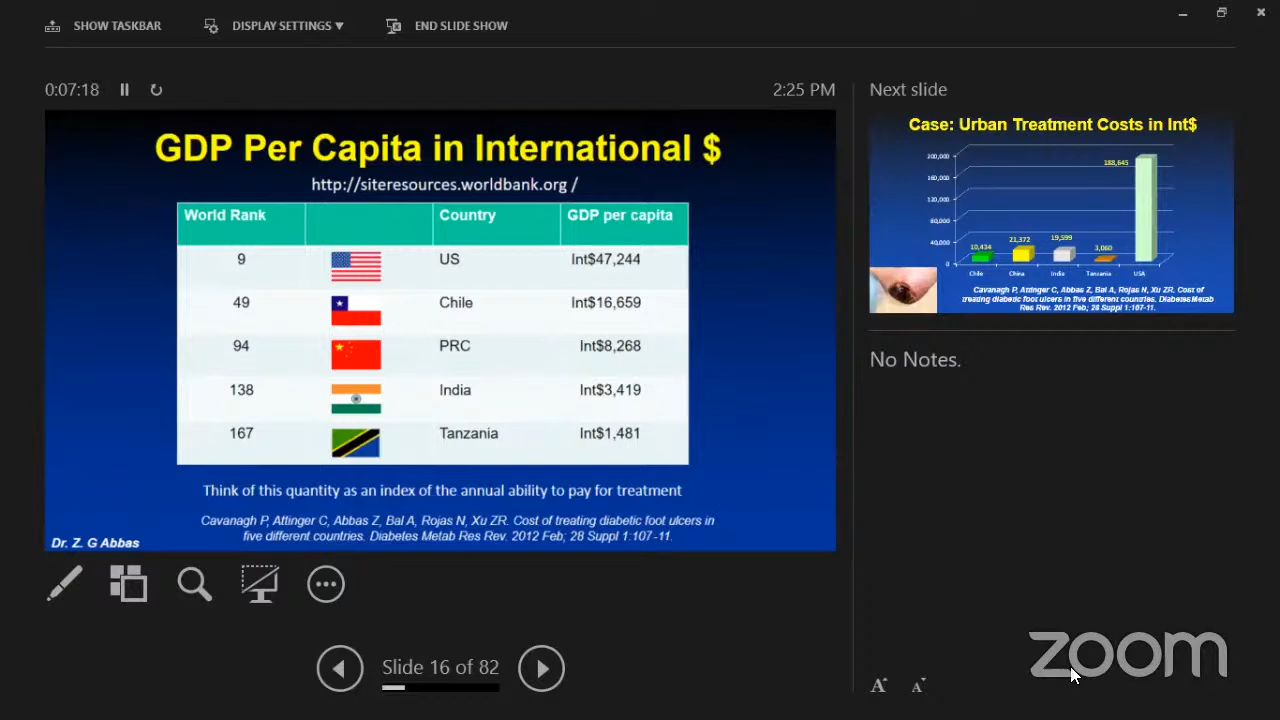 SHOW TASKBAR
DISPLAY SETTINGS ▼
END SLIDE SHOW
0:07:18
2:25 PM
GDP Per Capita in International $
http://siteresources.worldbank.org /
World Rank Country GDP per capita
9 US Int$47,244
49 Chile Int$16,659
94 PRC Int$8,268
138 India Int$3,419
167 Tanzania Int$1,481
Think of this quantity as an index of the annual ability to pay for treatment
Cavanagh P, Attinger C, Abbas Z, Bal A, Rojas N, Xu ZR. Cost of treating diabetic foot ulcers in
five different countries. Diabetes Metab Res Rev. 2012 Feb; 28 Suppl 1:107-11.
Dr. Z. G Abbas
Slide 16 of 82
Next slide
Case: Urban Treatment Costs in Int$
200,000
160,000
120,000
80,000
40,000
0
10,434
21,372
19,599
3,060
188,645
Chile China India Tanzania USA
Cavanagh P, Attinger C, Abbas Z, Bal A, Rojas N, Xu ZR. Cost of
treating diabetic foot ulcers in five different countries. Diabetes Metab
Res Rev. 2012 Feb; 28 Suppl 1:107-11.
No Notes.
A A
zoom